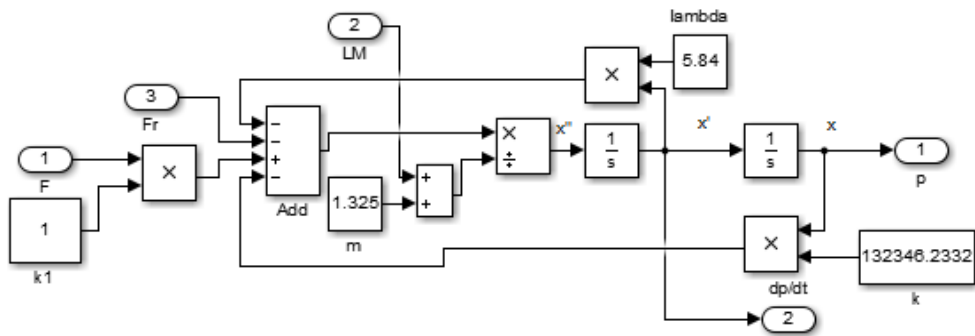 2
LM
lambda
5.84
×
3
Fr
−
−
+
−
Add
x"
x'
x
1
F
×
×
÷
1
s
1
s
1
p
+
+
1.325
m
1
k1
×
dp/dt
132346.2332
k
2